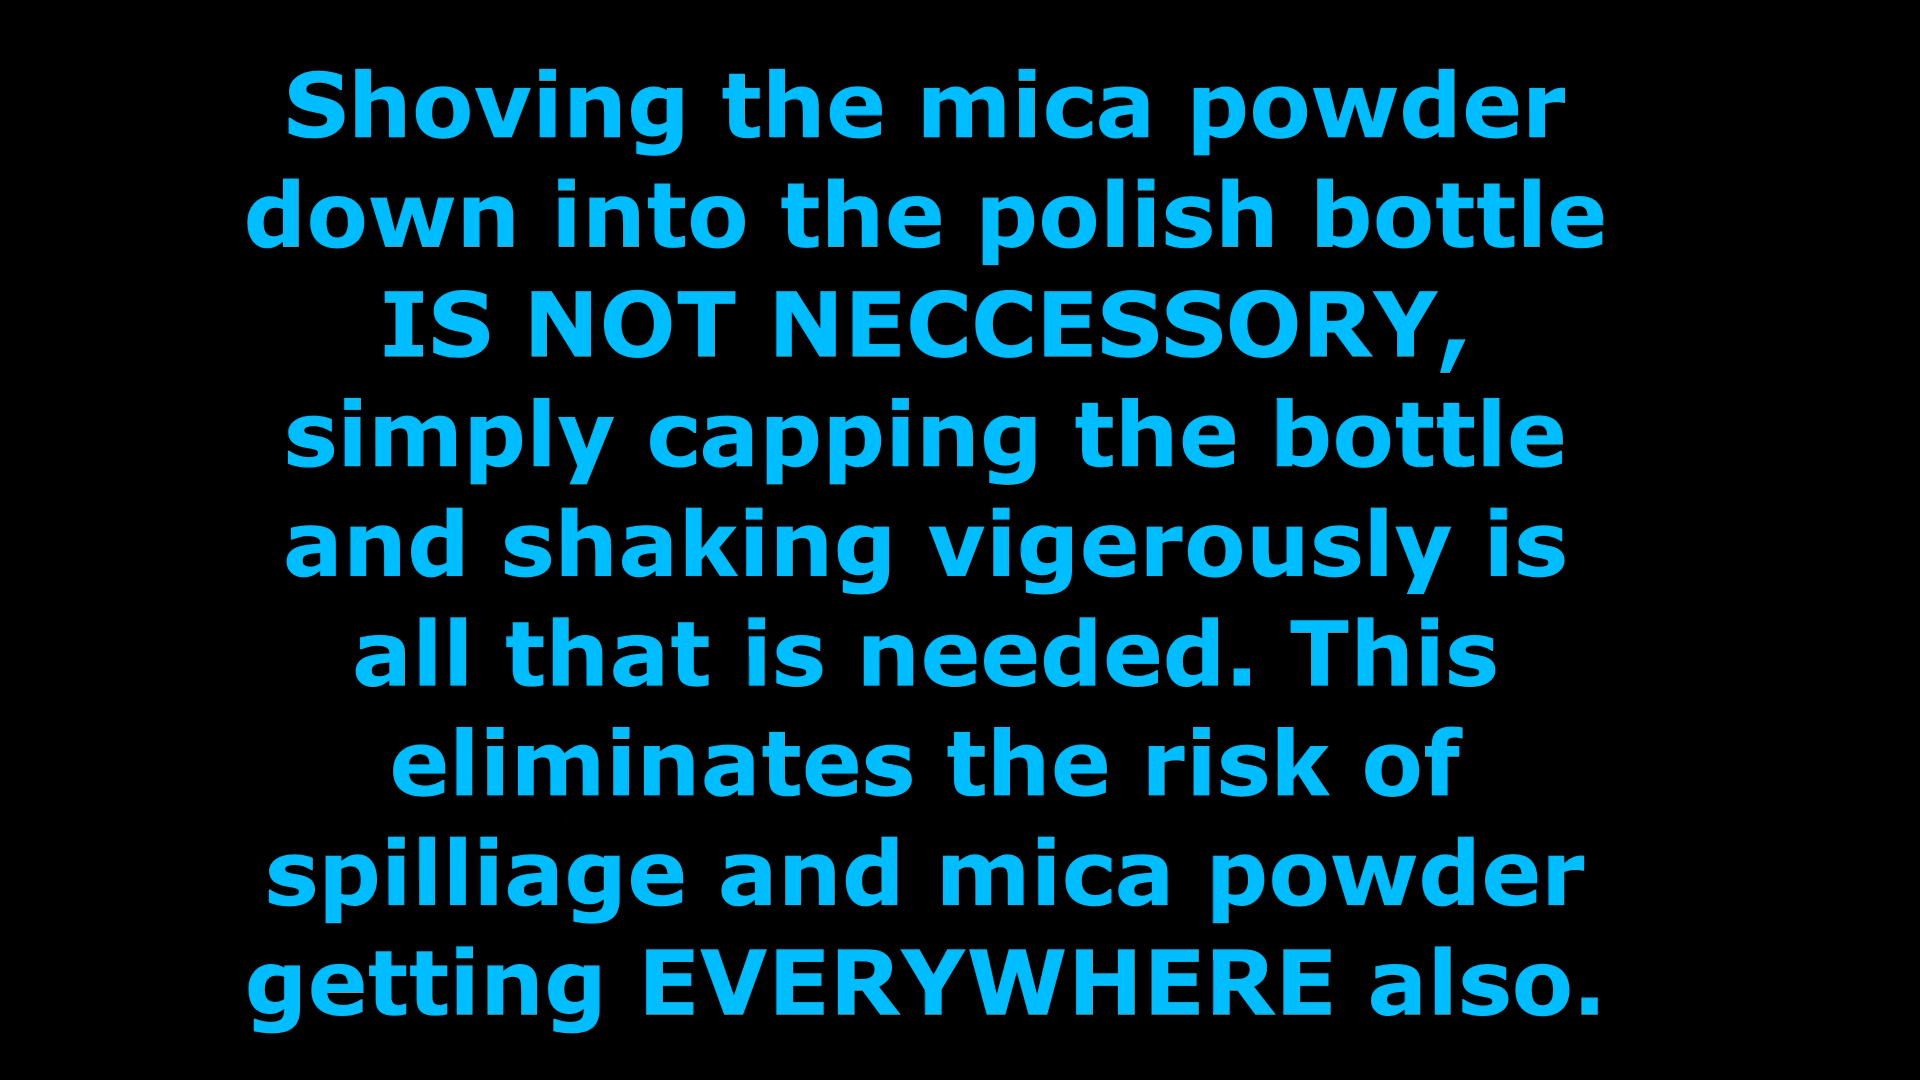 Shoving the mica powder
down into the polish bottle
IS NOT NECCESSORY,
simply capping the bottle
and shaking vigerously is
all that is needed. This
eliminates the risk of
spilliage and mica powder
getting EVERYWHERE also.